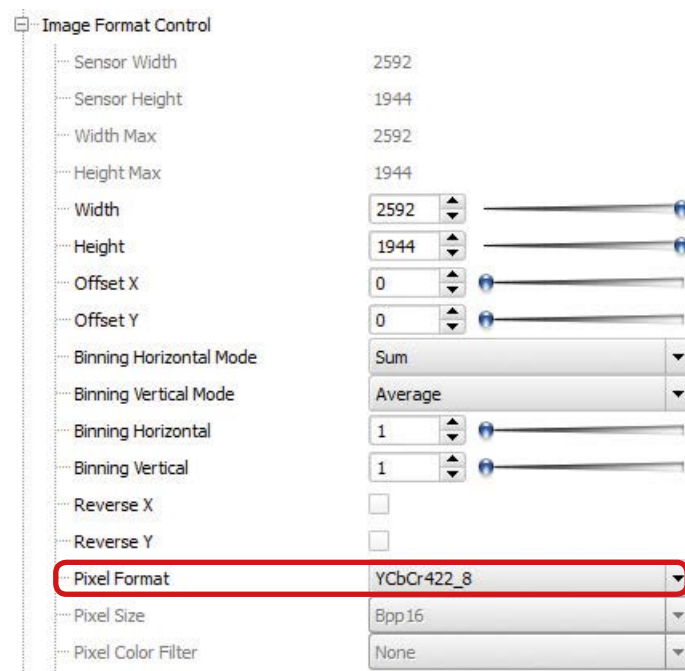 Image Format Control
Sensor Width 2592
Sensor Height 1944
Width Max 2592
Height Max 1944
Width 2592
Height 1944
Offset X 0
Offset Y 0
Binning Horizontal Mode Sum
Binning Vertical Mode Average
Binning Horizontal 1
Binning Vertical 1
Reverse X
Reverse Y
Pixel Format YCbCr422_8
Pixel Size Bpp16
Pixel Color Filter None